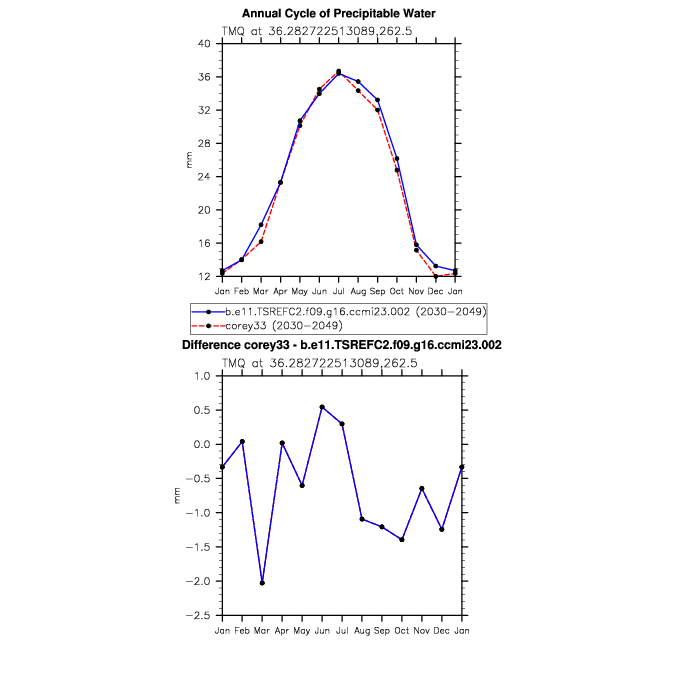 Annual Cycle of Precipitable Water
TMQ at 36.282722513089,262.5
40
36
32
28
24
20
16
12
mm
Jan Feb Mar Apr May Jun Jul Aug Sep Oct Nov Dec Jan
b.e11.TSREFC2.f09.g16.ccmi23.002 (2030-2049)
corey33 (2030-2049)
Difference corey33 - b.e11.TSREFC2.f09.g16.ccmi23.002
TMQ at 36.282722513089,262.5
1.0
0.5
0.0
-0.5
-1.0
-1.5
-2.0
-2.5
mm
Jan Feb Mar Apr May Jun Jul Aug Sep Oct Nov Dec Jan